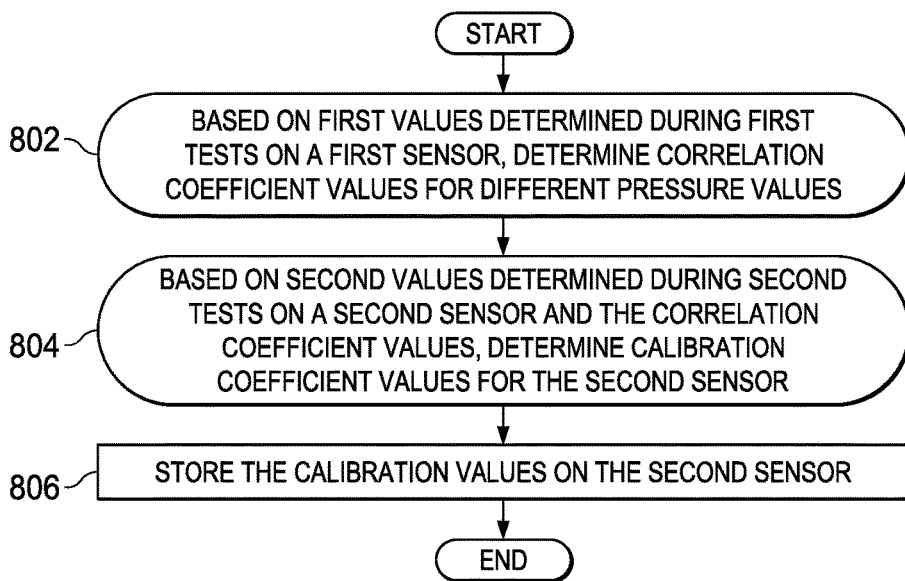 START
802
BASED ON FIRST VALUES DETERMINED DURING FIRST
TESTS ON A FIRST SENSOR, DETERMINE CORRELATION
COEFFICIENT VALUES FOR DIFFERENT PRESSURE VALUES
804
BASED ON SECOND VALUES DETERMINED DURING SECOND
TESTS ON A SECOND SENSOR AND THE CORRELATION
COEFFICIENT VALUES, DETERMINE CALIBRATION
COEFFICIENT VALUES FOR THE SECOND SENSOR
806
STORE THE CALIBRATION VALUES ON THE SECOND SENSOR
END